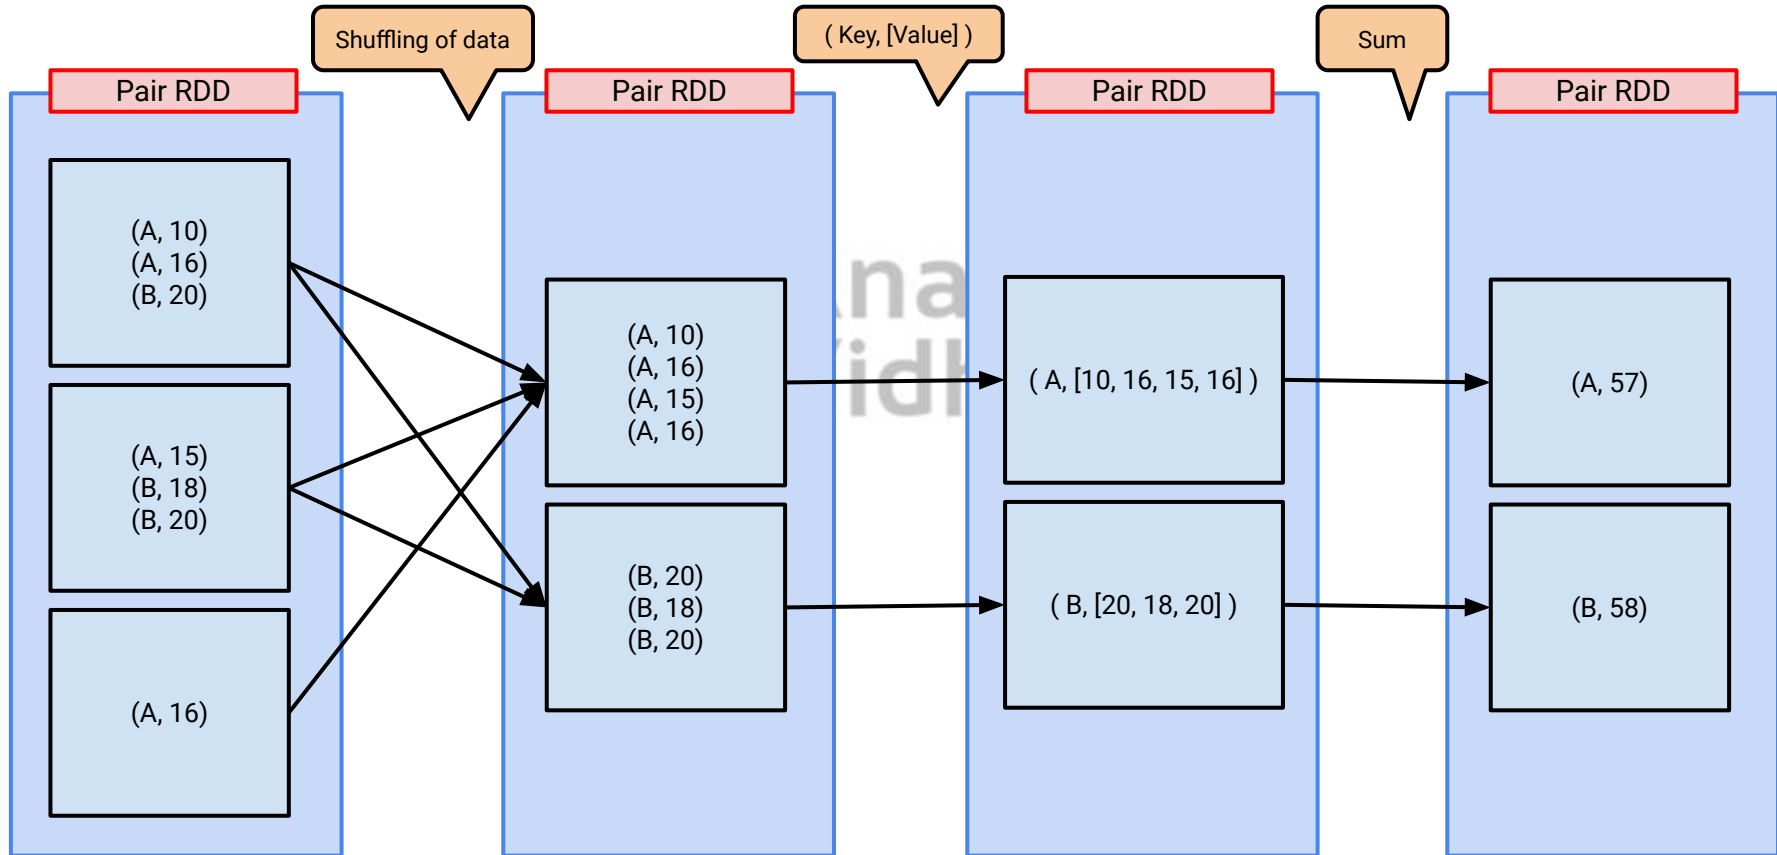 Shuffling of data
( Key, [Value] )
Sum
Pair RDD
Pair RDD
Pair RDD
Pair RDD
(A, 10)
(A, 16)
(B, 20)
(A, 15)
(B, 18)
(B, 20)
(A, 16)
(A, 10)
(A, 16)
(A, 15)
(A, 16)
(B, 20)
(B, 18)
(B, 20)
( A, [10, 16, 15, 16] )
( B, [20, 18, 20] )
(A, 57)
(B, 58)